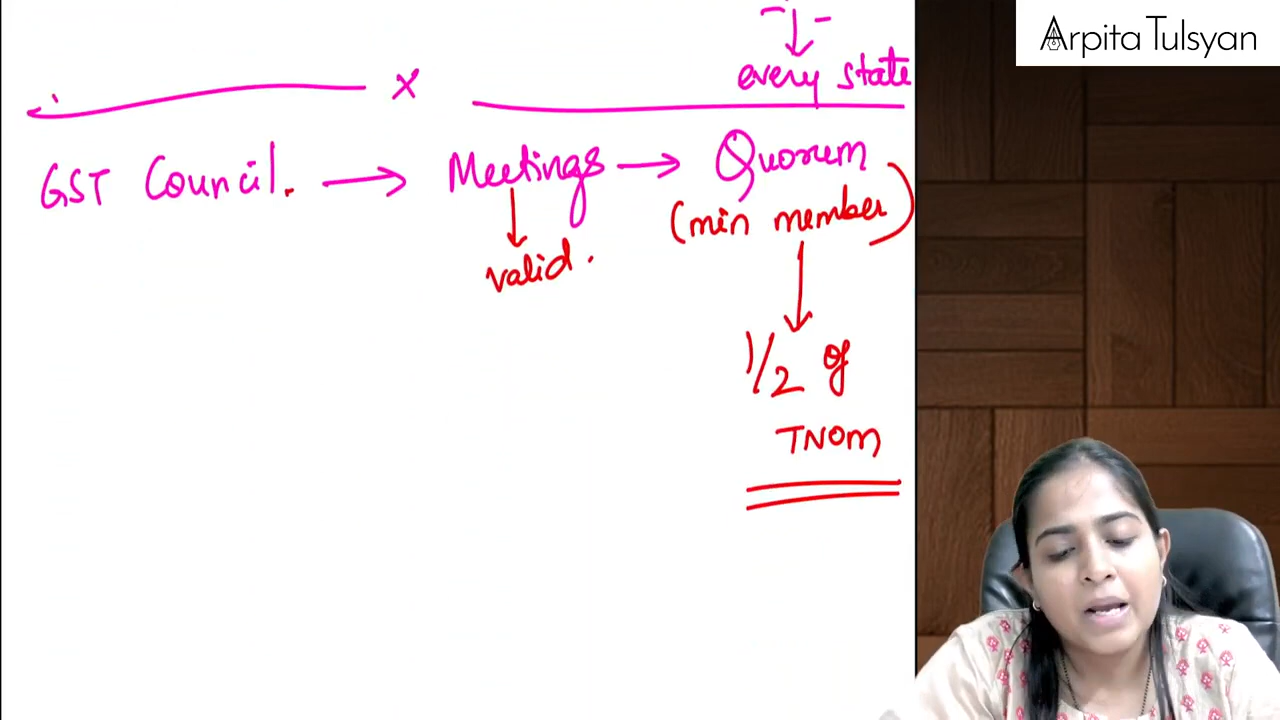 Arpita Tulsyan
every state
x
GST Council. → Meetings → Quorum
(min member)
valid.
1/2 of
TNOM